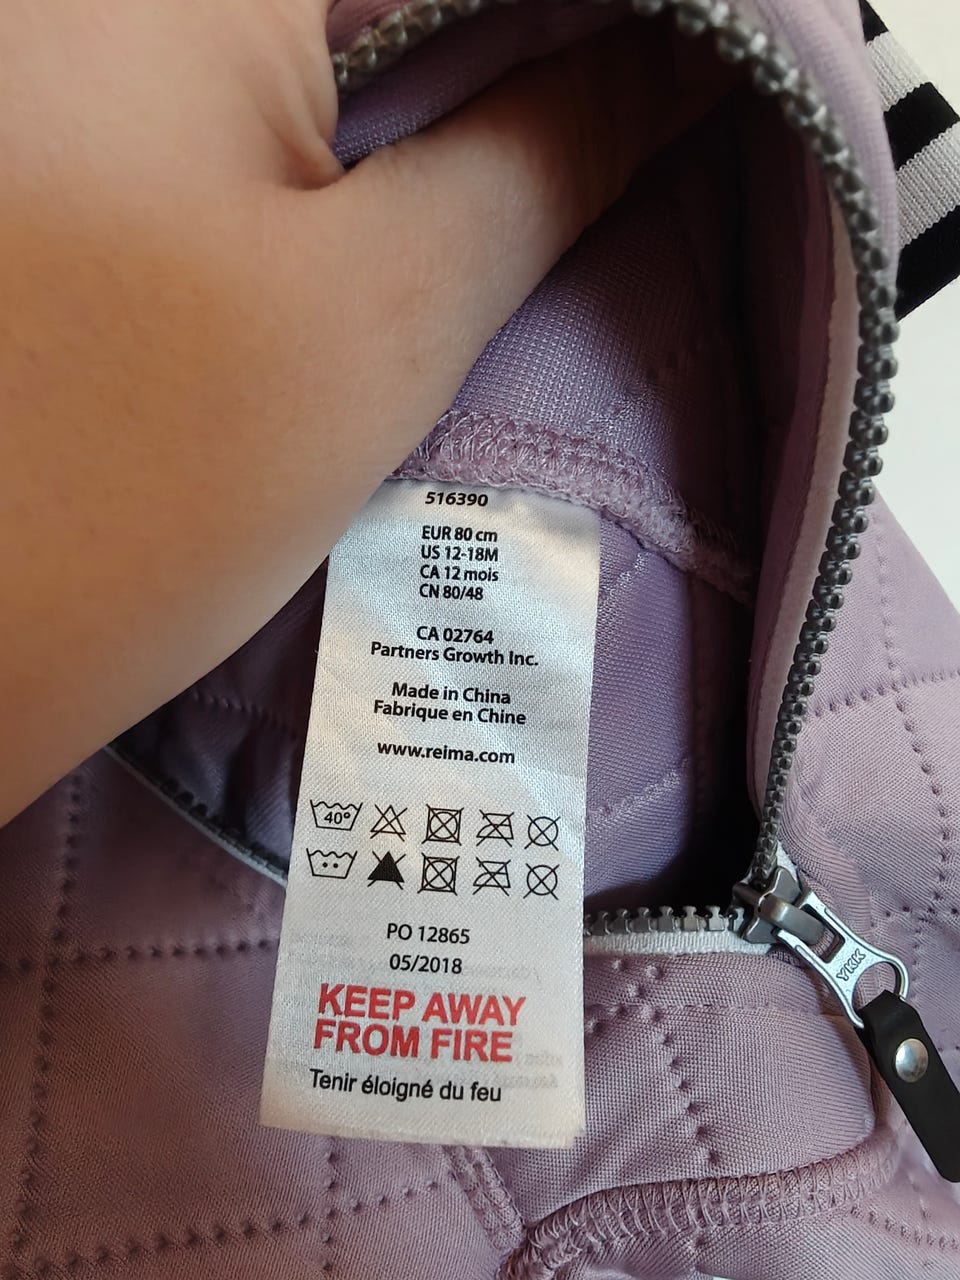 516390
EUR 80 cm
US 12-18M
CA 12 mois
CN 80/48
CA 02764
Partners Growth Inc.
Made in China
Fabrique en Chine
www.reima.com
40°
PO 12865
05/2018
KEEP AWAY
FROM FIRE
Tenir éloigné du feu
YKK